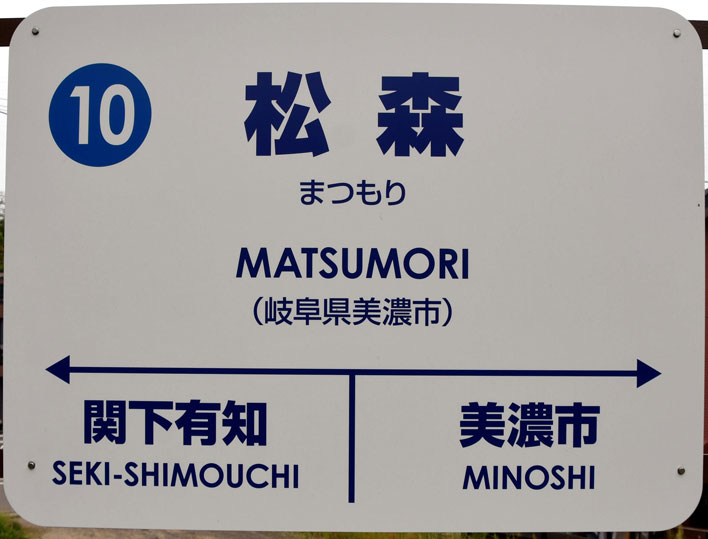 10
松森
まつもり
MATSUMORI
（岐阜県美濃市）
関下有知
SEKI-SHIMOUCHI
美濃市
MINOSHI